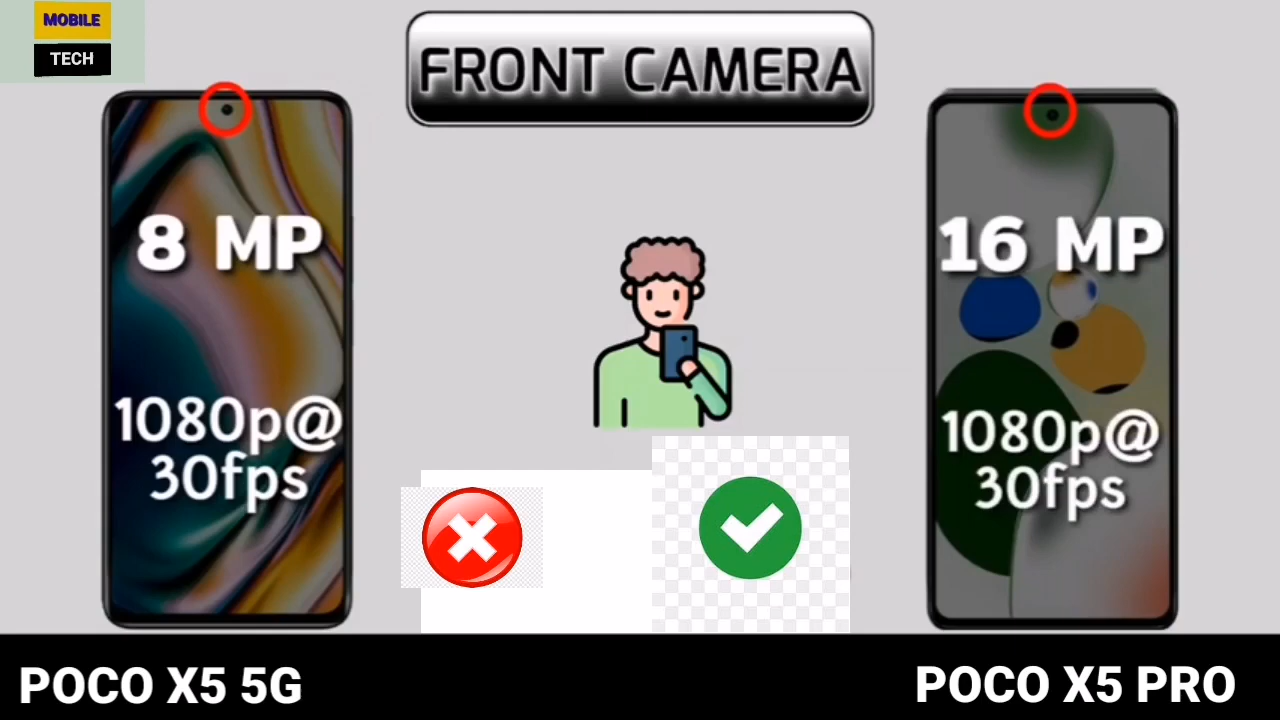 MOBILE
TECH
FRONT CAMERA
8 MP
1080p@
30fps
16 MP
1080p@
30fps
POCO X5 5G
POCO X5 PRO